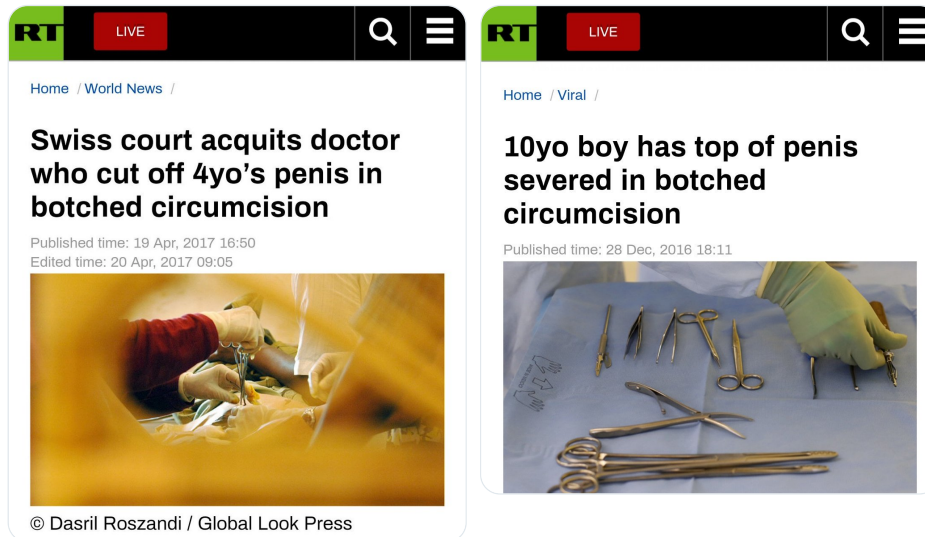 RT
LIVE
Home / World News /
Swiss court acquits doctor
who cut off 4yo's penis in
botched circumcision
Published time: 19 Apr, 2017 16:50
Edited time: 20 Apr, 2017 09:05
© Dasril Roszandi / Global Look Press
RT
LIVE
Home / Viral /
10yo boy has top of penis
severed in botched
circumcision
Published time: 28 Dec, 2016 18:11